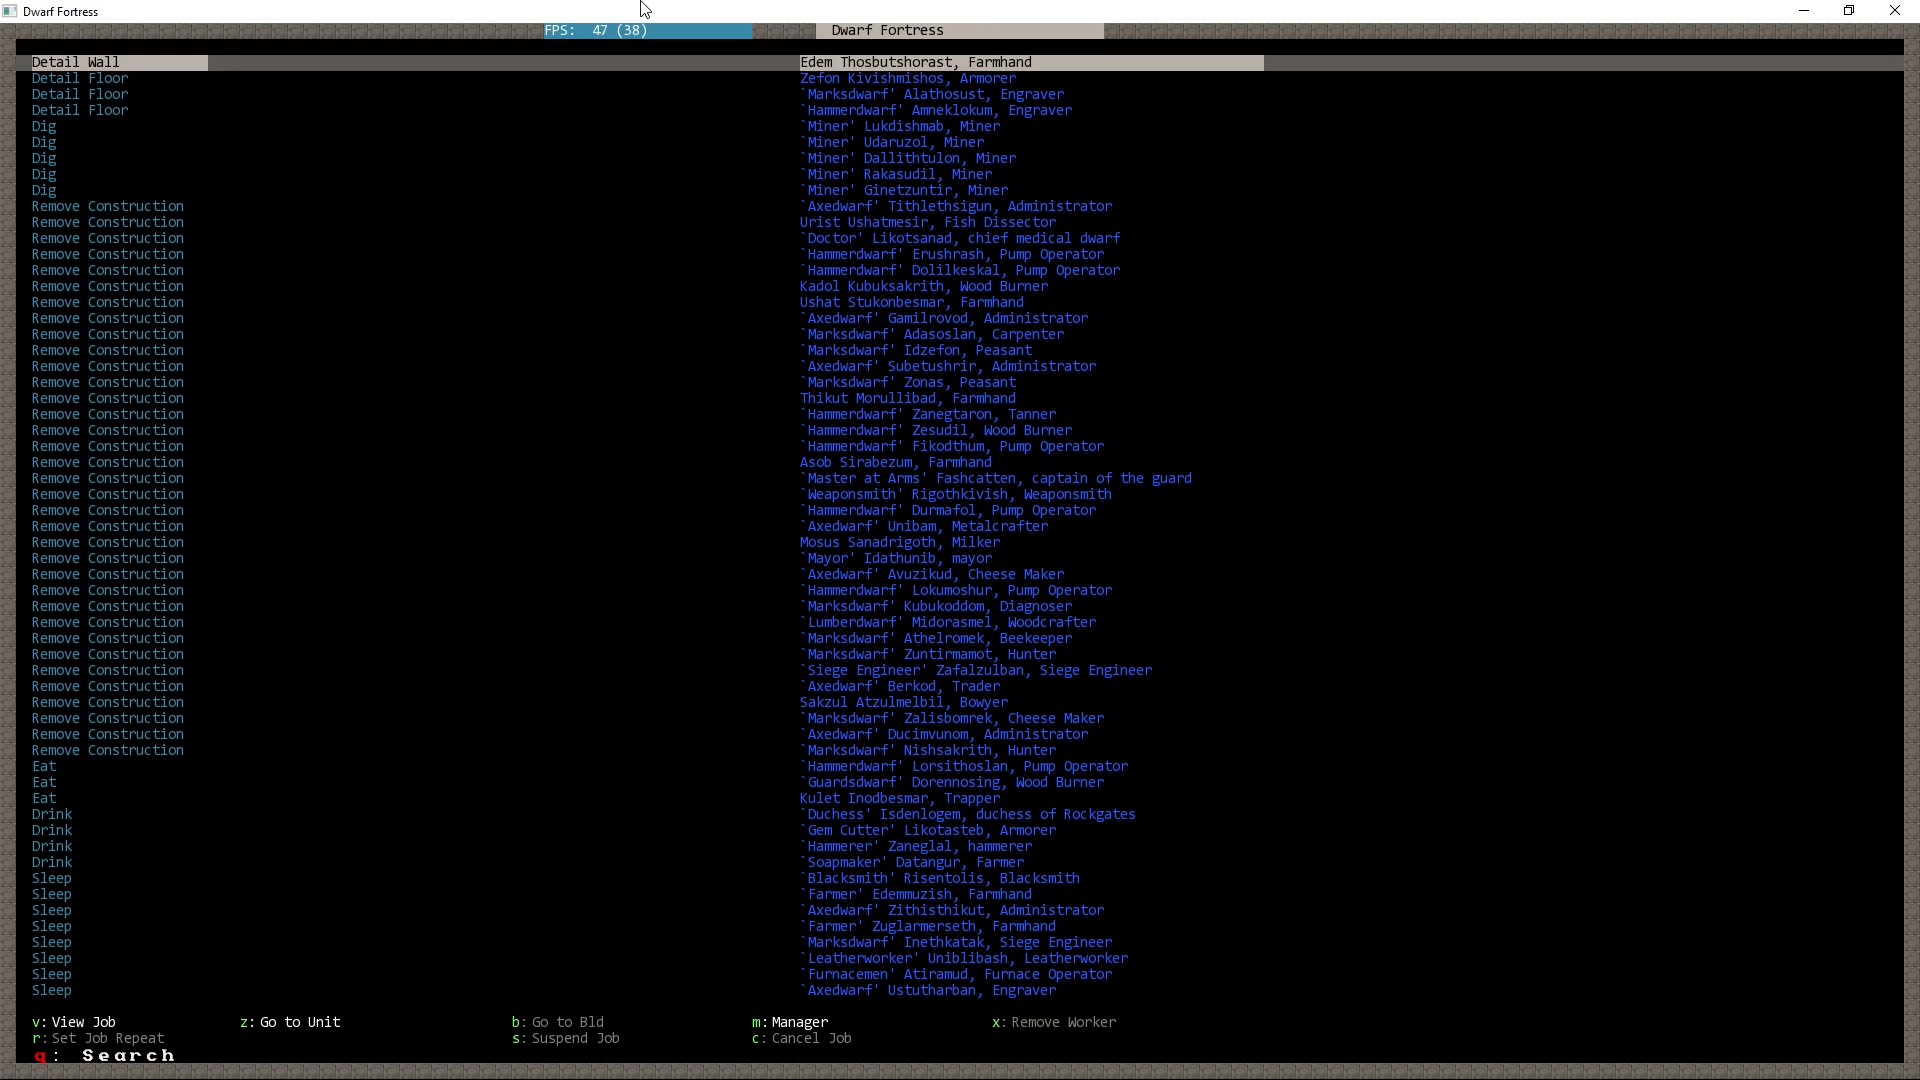 Dwarf Fortress
FPS: 47 (38) Dwarf Fortress
Detail Wall Edem Thosbutshorast, Farmhand
Detail Floor Zefon Kivishmishos, Armorer
Detail Floor `Marksdwarf' Alathosust, Engraver
Detail Floor `Hammerdwarf' Amneklokum, Engraver
Dig `Miner' Lukdishmab, Miner
Dig `Miner' Udaruzol, Miner
Dig `Miner' Dallithtulon, Miner
Dig `Miner' Rakasudil, Miner
Dig `Miner' Ginetzuntir, Miner
Remove Construction `Axedwarf' Tithlethsigun, Administrator
Remove Construction Urist Ushatmesir, Fish Dissector
Remove Construction `Doctor' Likotsanad, chief medical dwarf
Remove Construction `Hammerdwarf' Erushrash, Pump Operator
Remove Construction `Hammerdwarf' Dolilkeskal, Pump Operator
Remove Construction Kadol Kubuksakrith, Wood Burner
Remove Construction Ushat Stukonbesmar, Farmhand
Remove Construction `Axedwarf' Gamilrovod, Administrator
Remove Construction `Marksdwarf' Adasoslan, Carpenter
Remove Construction `Marksdwarf' Idzefon, Peasant
Remove Construction `Axedwarf' Subetushrir, Administrator
Remove Construction `Marksdwarf' Zonas, Peasant
Remove Construction Thikut Morullibad, Farmhand
Remove Construction `Hammerdwarf' Zanegtaron, Tanner
Remove Construction `Hammerdwarf' Zesudil, Wood Burner
Remove Construction `Hammerdwarf' Fikodthum, Pump Operator
Remove Construction Asob Sirabezum, Farmhand
Remove Construction `Master at Arms' Fashcatten, captain of the guard
Remove Construction `Weaponsmith' Rigothkivish, Weaponsmith
Remove Construction `Hammerdwarf' Durmafol, Pump Operator
Remove Construction `Axedwarf' Unibam, Metalcrafter
Remove Construction Mosus Sanadrigoth, Milker
Remove Construction `Mayor' Idathunib, mayor
Remove Construction `Axedwarf' Avuzikud, Cheese Maker
Remove Construction `Hammerdwarf' Lokumoshur, Pump Operator
Remove Construction `Marksdwarf' Kubukoddom, Diagnoser
Remove Construction `Lumberdwarf' Midorasmel, Woodcrafter
Remove Construction `Marksdwarf' Athelromek, Beekeeper
Remove Construction `Marksdwarf' Zuntirmamot, Hunter
Remove Construction `Siege Engineer' Zafalzulban, Siege Engineer
Remove Construction `Axedwarf' Berkod, Trader
Remove Construction Sakzul Atzulmelbil, Bowyer
Remove Construction `Marksdwarf' Zalisbomrek, Cheese Maker
Remove Construction `Axedwarf' Ducimvunom, Administrator
Remove Construction `Marksdwarf' Nishsakrith, Hunter
Eat `Hammerdwarf' Lorsithoslan, Pump Operator
Eat `Guardsdwarf' Dorennosing, Wood Burner
Eat Kulet Inodbesmar, Trapper
Drink `Duchess' Isdenlogem, duchess of Rockgates
Drink `Gem Cutter' Likotasteb, Armorer
Drink `Hammerer' Zaneglal, hammerer
Drink `Soapmaker' Datangur, Farmer
Sleep `Blacksmith' Risentolis, Blacksmith
Sleep `Farmer' Edemmuzish, Farmhand
Sleep `Axedwarf' Zithisthikut, Administrator
Sleep `Farmer' Zuglarmerseth, Farmhand
Sleep `Marksdwarf' Inethkatak, Siege Engineer
Sleep `Leatherworker' Uniblibash, Leatherworker
Sleep `Furnacemen' Atiramud, Furnace Operator
Sleep `Axedwarf' Ustutharban, Engraver
v: View Job z: Go to Unit b: Go to Bld m: Manager x: Remove Worker
r: Set Job Repeat s: Suspend Job c: Cancel Job
q: Search